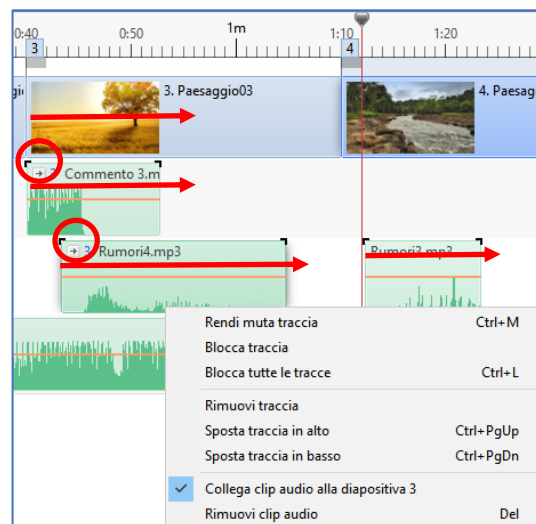 0:40 0:50 1m 1:10 1:20
3 4
3. Paesaggio03 4. Paesag
3 Commento 3.m
3 Rumori4.mp3 Rumori3.mp3
Rendi muta traccia Ctrl+M
Blocca traccia
Blocca tutte le tracce Ctrl+L
Rimuovi traccia
Sposta traccia in alto Ctrl+PgUp
Sposta traccia in basso Ctrl+PgDn
Collega clip audio alla diapositiva 3
Rimuovi clip audio Del